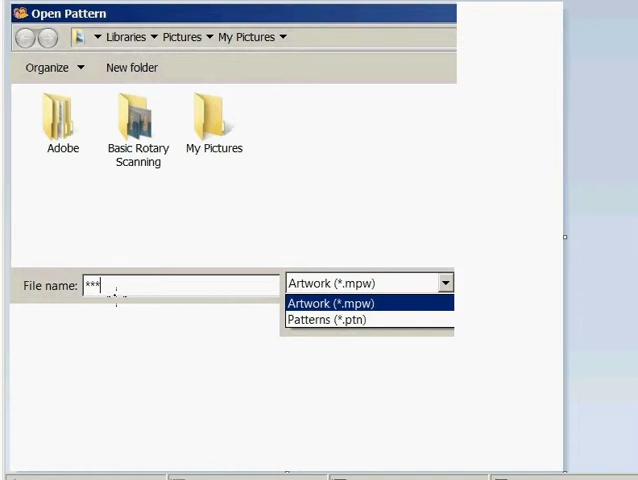 Open Pattern
Libraries Pictures My Pictures
Organize New folder
Adobe Basic Rotary Scanning My Pictures
File name: *** Artwork (*.mpw)
Artwork (*.mpw)
Patterns (*.ptn)